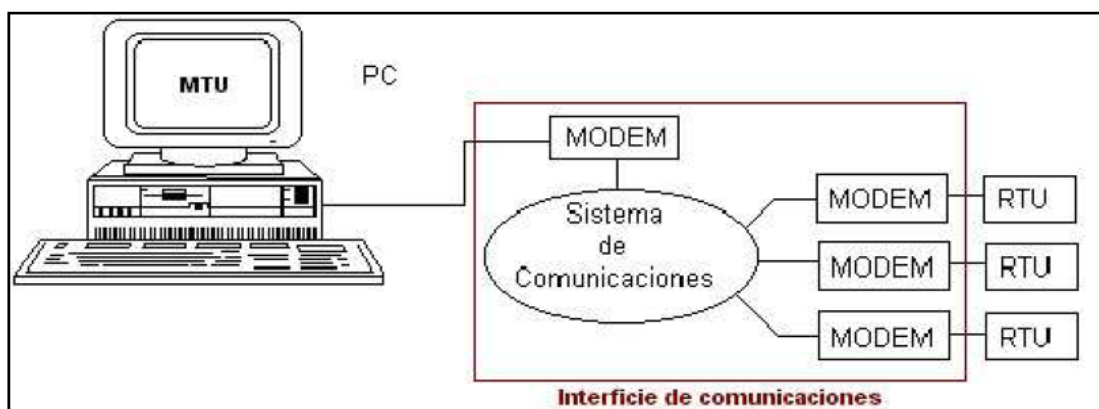 MTU
PC
MODEM
Sistema
de
Comunicaciones
MODEM
RTU
MODEM
RTU
MODEM
RTU
Interficie de comunicaciones